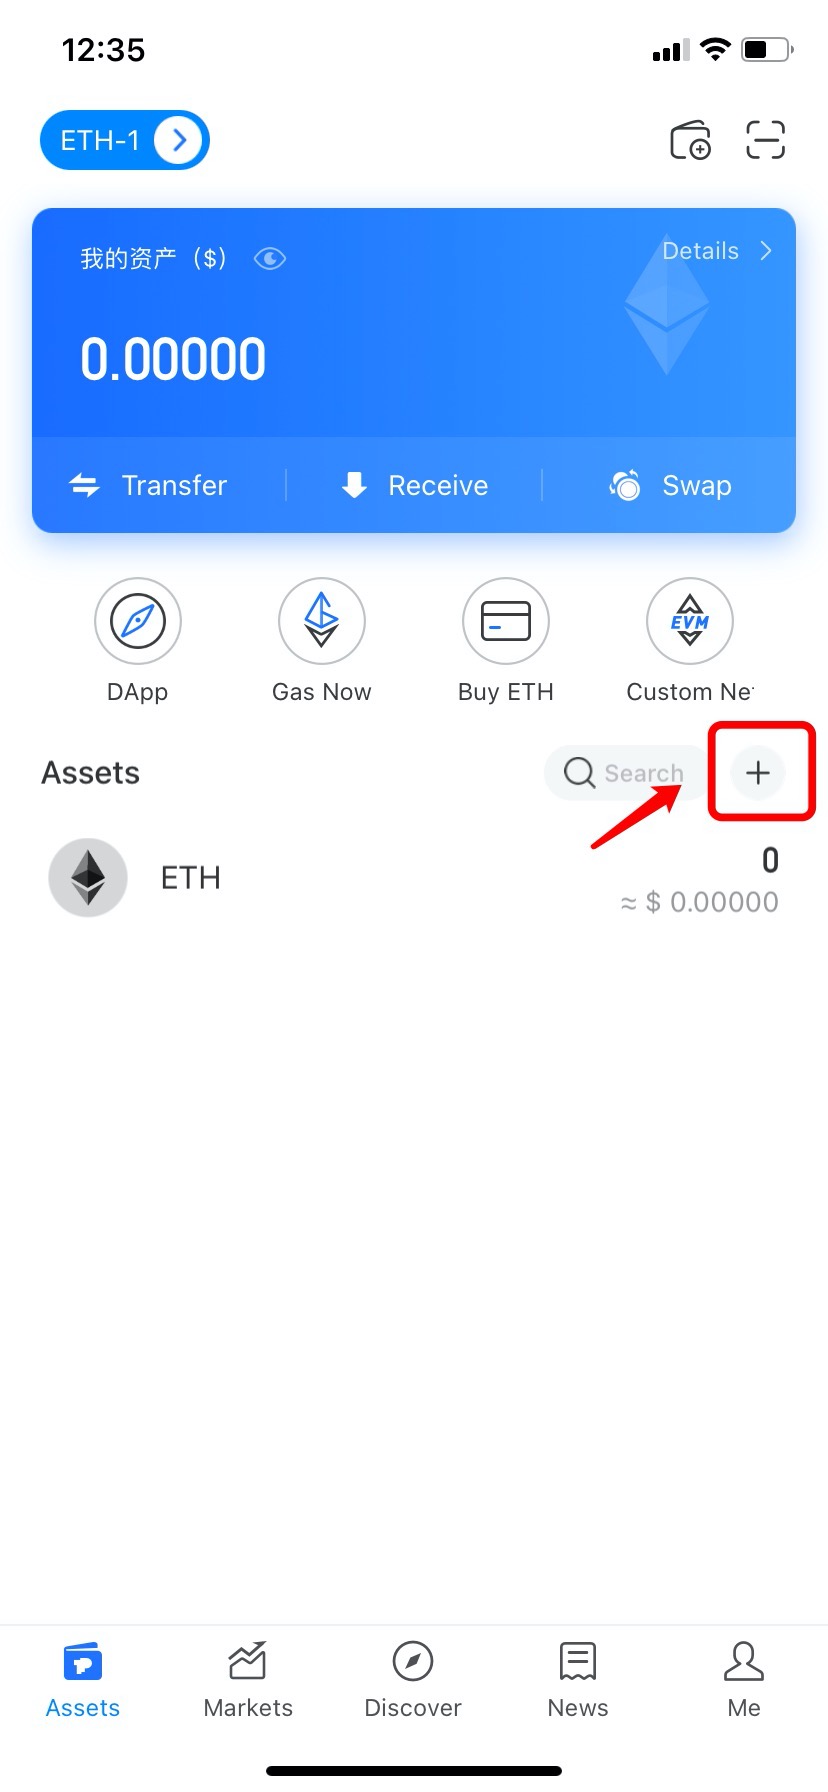 12:35
ETH-1
我的资产（$）
Details
0.00000
Transfer
Receive
Swap
EVM
DApp
Gas Now
Buy ETH
Custom Ne
Assets
Search
ETH
0
≈ $ 0.00000
Assets
Markets
Discover
News
Me